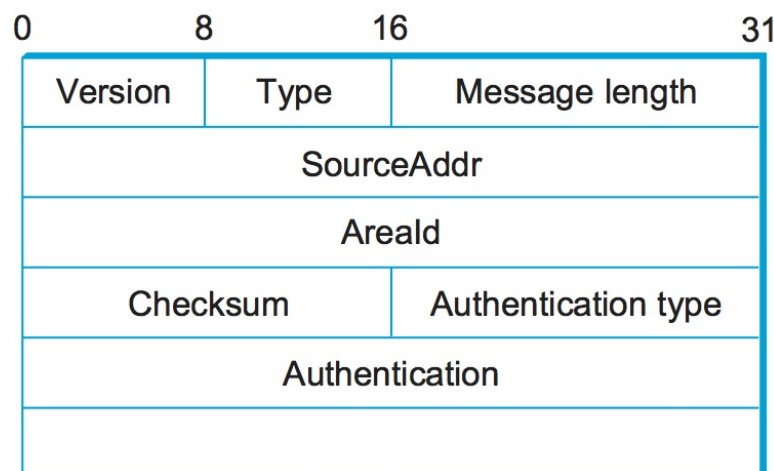 0 8 16 31
Version Type Message length
SourceAddr
AreaId
Checksum Authentication type
Authentication